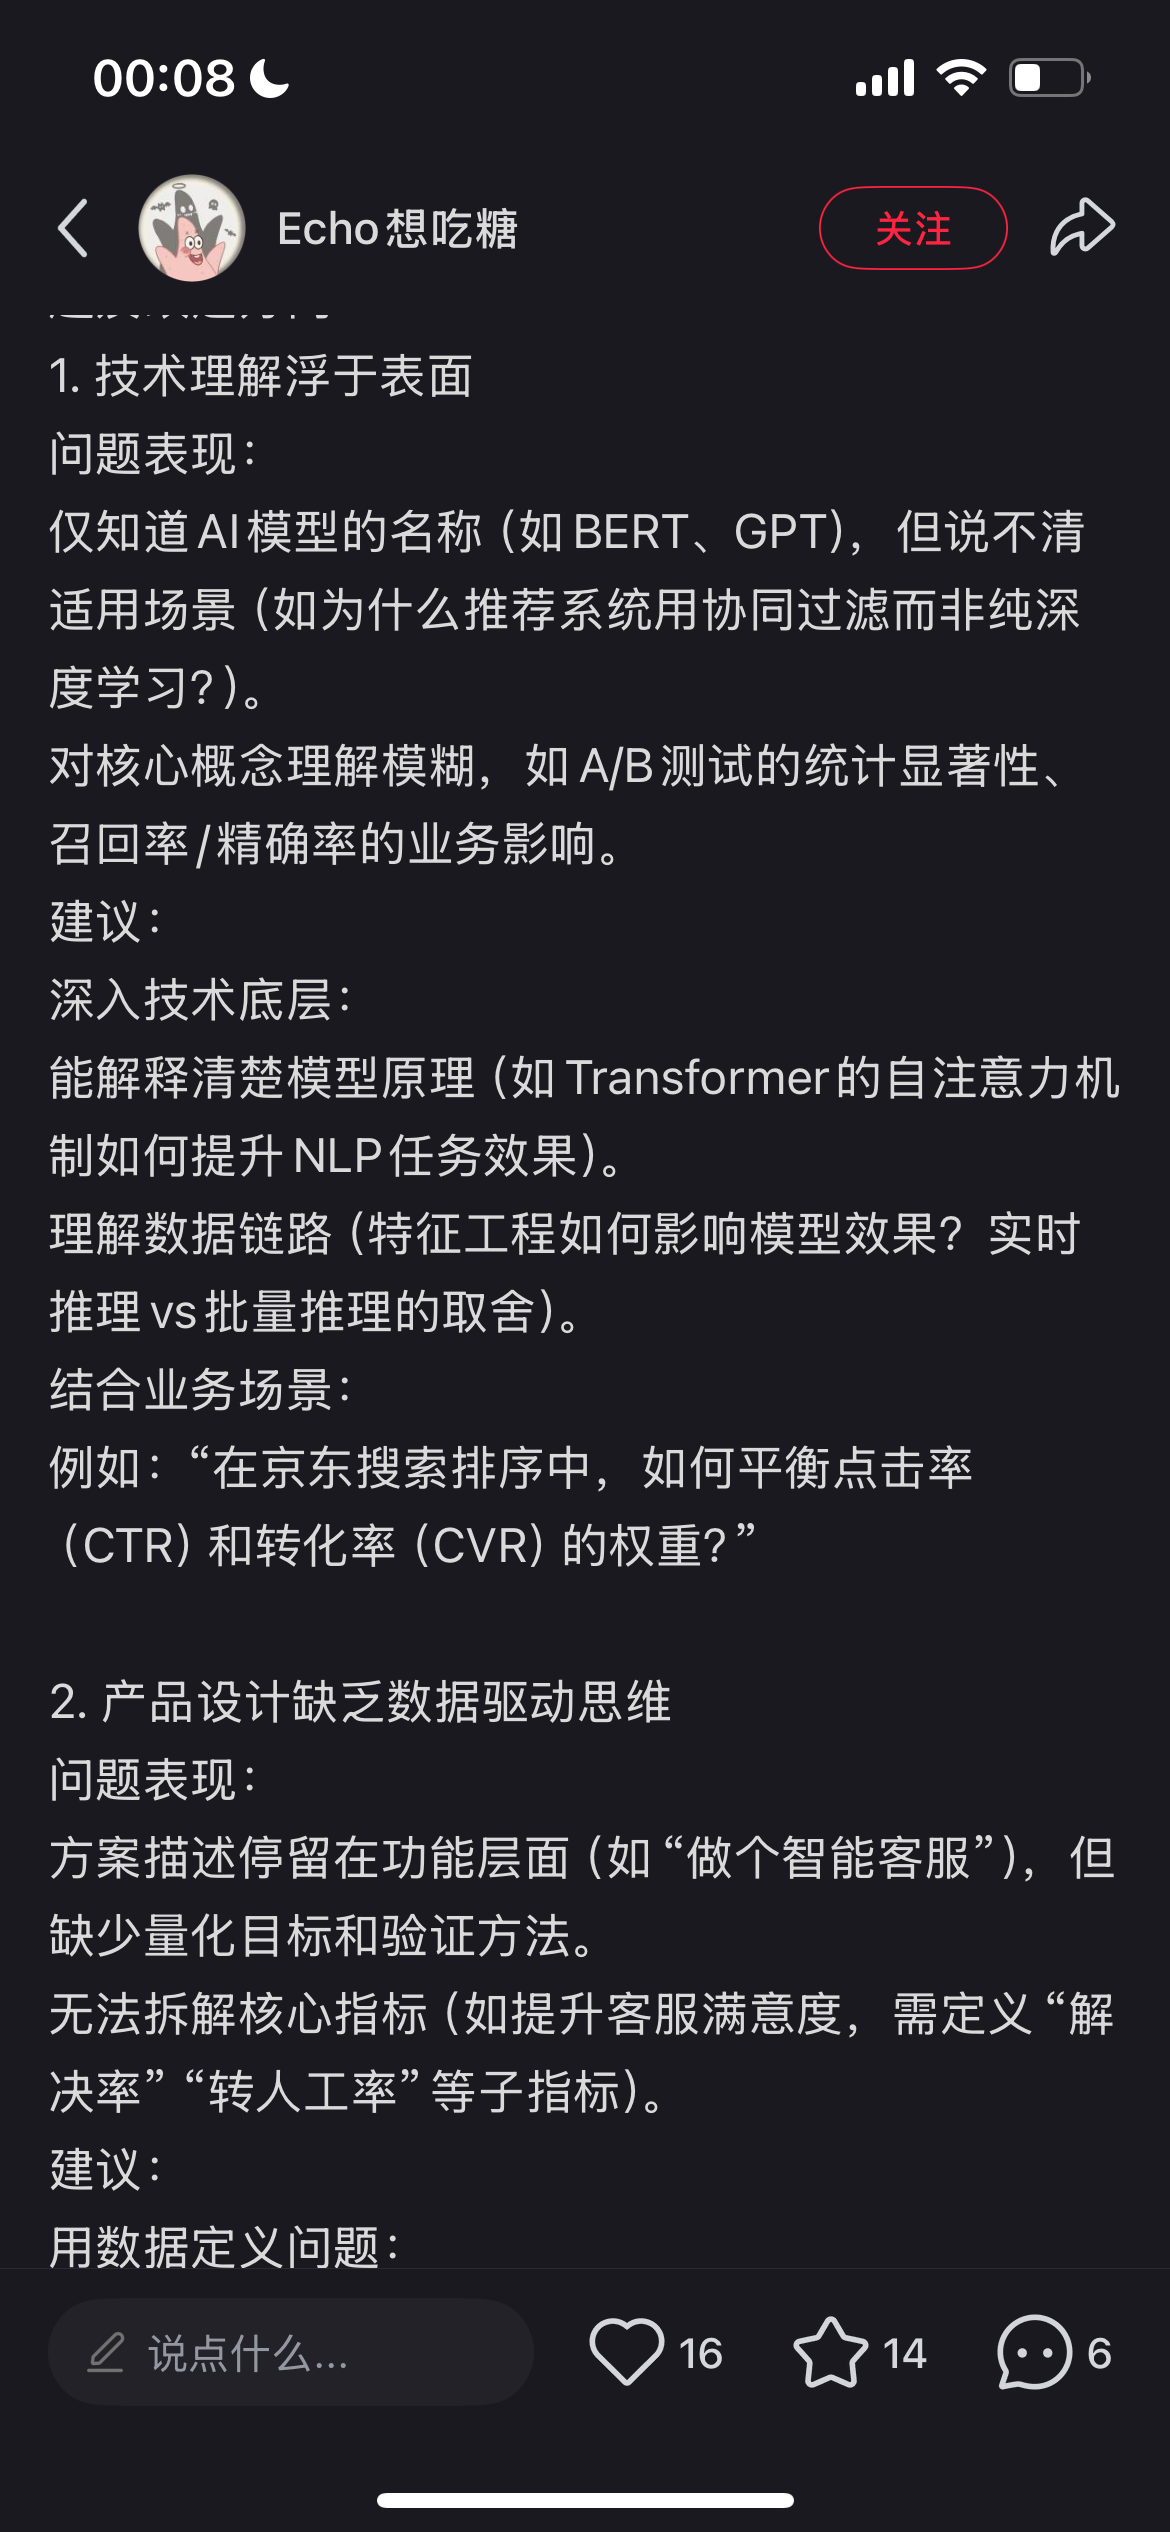 00:08
Echo想吃糖
关注
1. 技术理解浮于表面
问题表现：
仅知道AI模型的名称（如BERT、GPT），但说不清
适用场景（如为什么推荐系统用协同过滤而非纯深
度学习？）。
对核心概念理解模糊，如A/B测试的统计显著性、
召回率/精确率的业务影响。
建议：
深入技术底层：
能解释清楚模型原理（如Transformer的自注意力机
制如何提升NLP任务效果）。
理解数据链路（特征工程如何影响模型效果？实时
推理vs批量推理的取舍）。
结合业务场景：
例如：“在京东搜索排序中，如何平衡点击率
（CTR）和转化率（CVR）的权重？”
2. 产品设计缺乏数据驱动思维
问题表现：
方案描述停留在功能层面（如“做个智能客服”），但
缺少量化目标和验证方法。
无法拆解核心指标（如提升客服满意度，需定义“解
决率”“转人工率”等子指标）。
建议：
用数据定义问题：
说点什么...
16
14
6